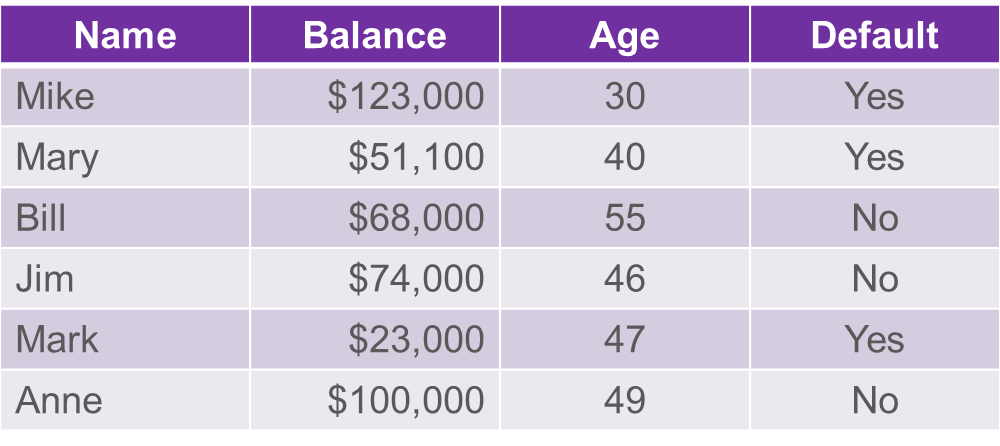 Name Balance Age Default
Mike $123,000 30 Yes
Mary $51,100 40 Yes
Bill $68,000 55 No
Jim $74,000 46 No
Mark $23,000 47 Yes
Anne $100,000 49 No